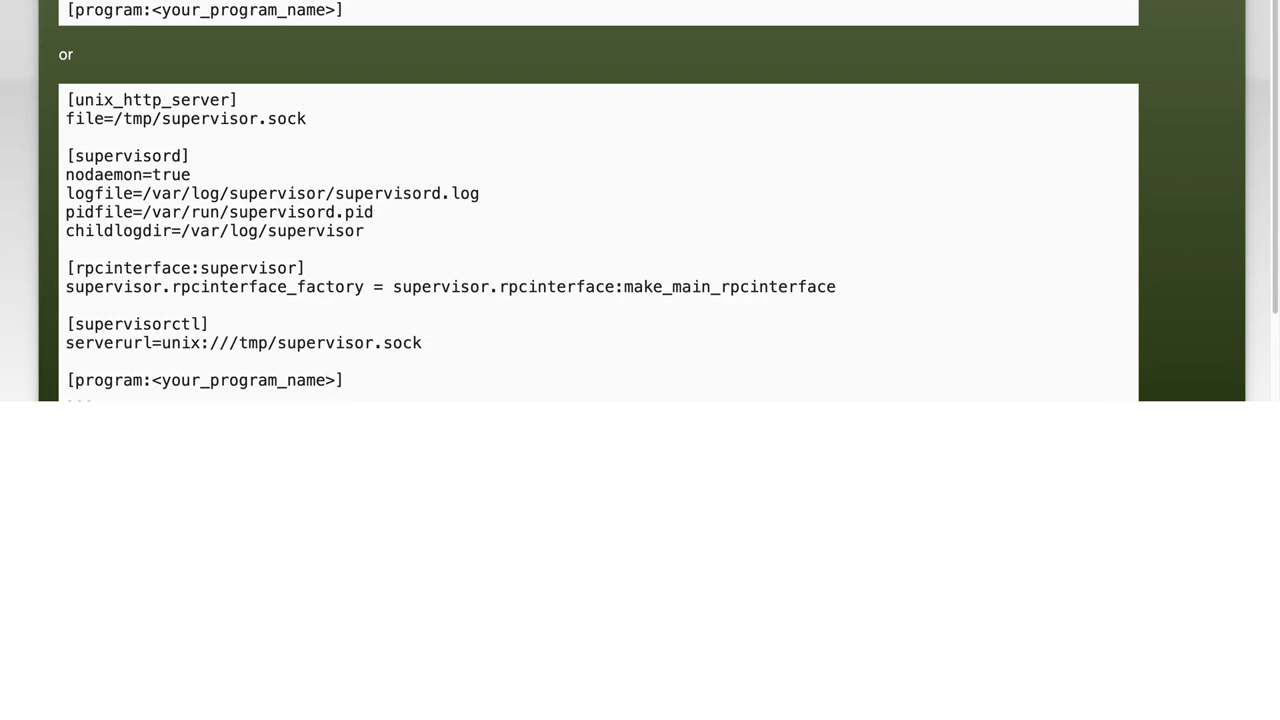 [program:<your_program_name>]
or
[unix_http_server]
file=/tmp/supervisor.sock
[supervisord]
nodaemon=true
logfile=/var/log/supervisor/supervisord.log
pidfile=/var/run/supervisord.pid
childlogdir=/var/log/supervisor
[rpcinterface:supervisor]
supervisor.rpcinterface_factory = supervisor.rpcinterface:make_main_rpcinterface
[supervisorctl]
serverurl=unix:///tmp/supervisor.sock
[program:<your_program_name>]
...